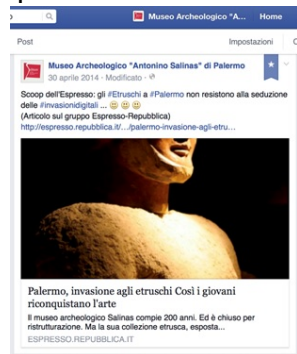 Museo Archeologico "A... Home
Post Impostazioni
Museo Archeologico "Antonino Salinas" di Palermo
30 aprile 2014 · Modificato ·
Scoop dell'Espresso: gli #Etruschi a #Palermo non resistono alla seduzione
delle #invasionidigitali ...
(Articolo sul gruppo Espresso-Repubblica)
http://espresso.repubblica.it/.../palermo-invasione-agli-etru...
Palermo, invasione agli etruschi Così i giovani
riconquistano l'arte
Il museo archeologico Salinas compie 200 anni. Ed è chiuso per
ristrutturazione. Ma la sua collezione etrusca, esposta...
ESPRESSO.REPUBBLICA.IT